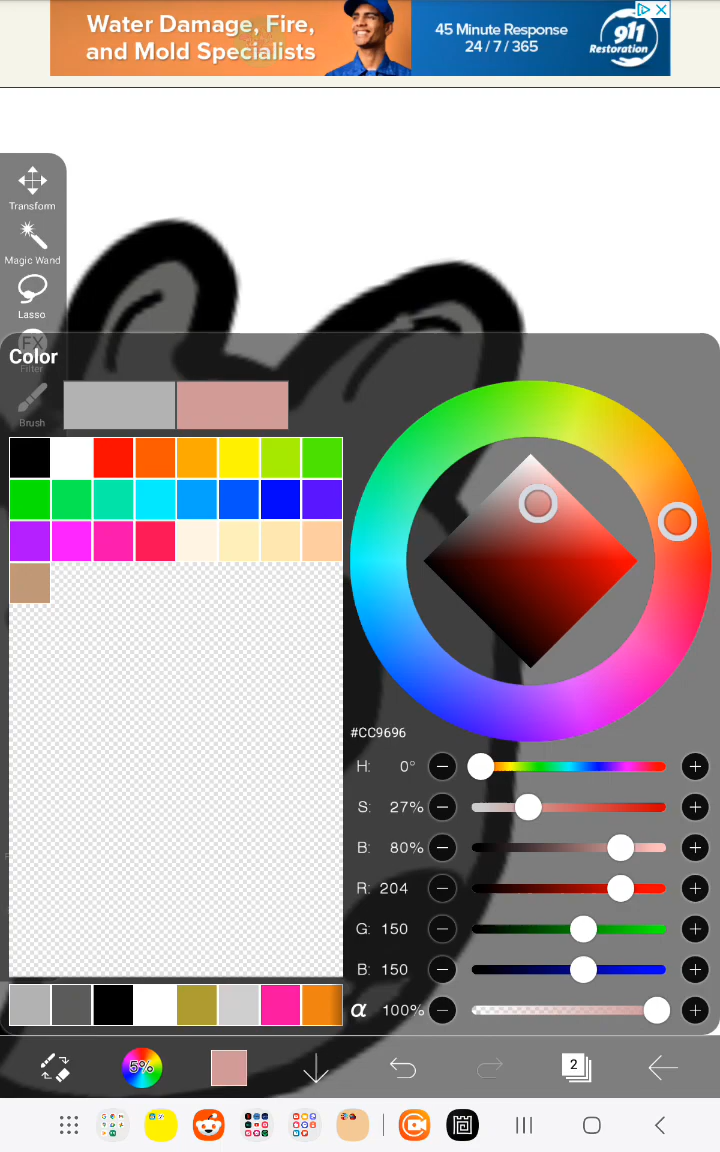 Water Damage, Fire,
and Mold Specialists
45 Minute Response
24 / 7 / 365
911
Restoration
Transform
Magic Wand
Lasso
FX
Filter
Color
Brush
#CC9696
H: 0°
S: 27%
B: 80%
R: 204
G: 150
B: 150
α 100%
5%
2